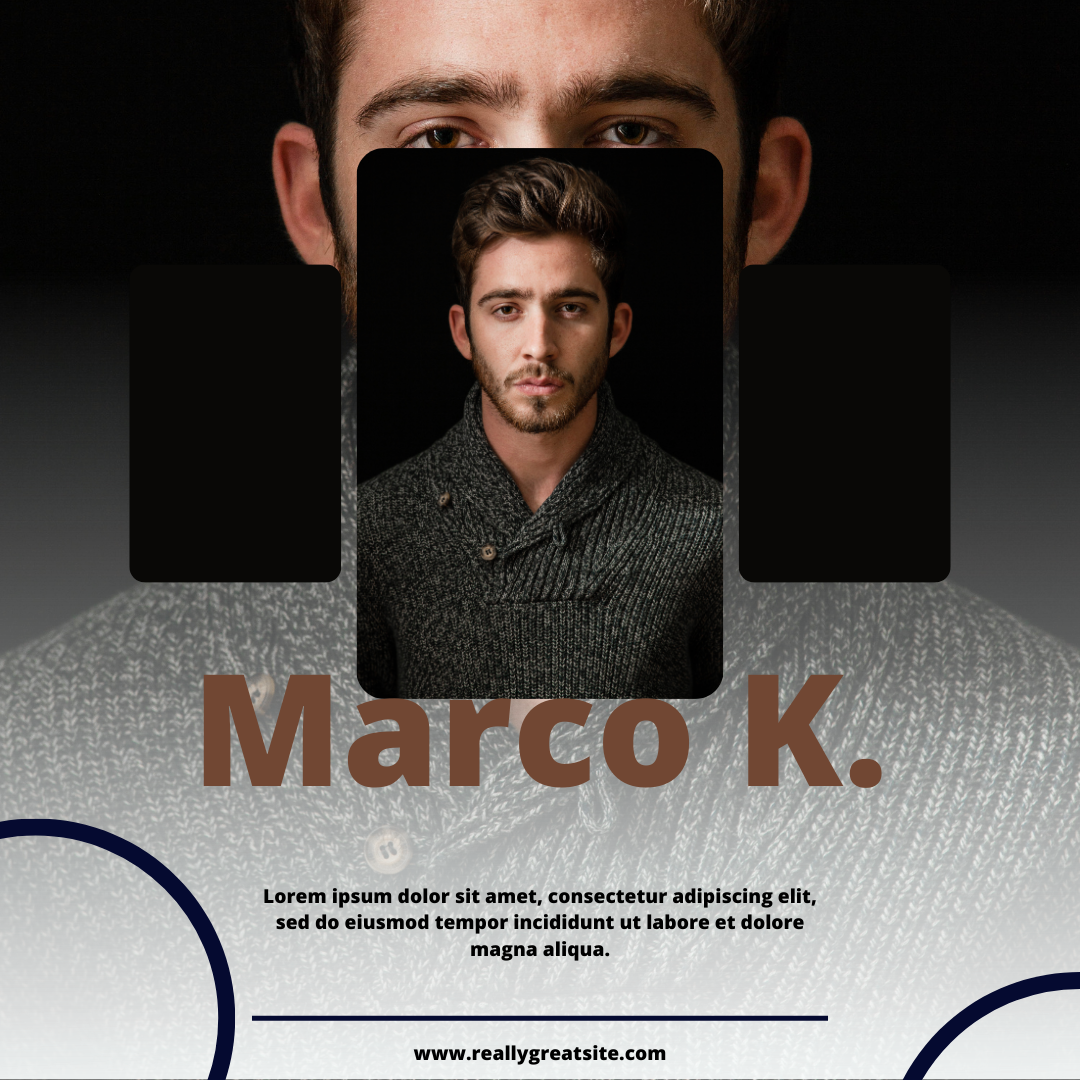 Marco K.
Lorem ipsum dolor sit amet, consectetur adipiscing elit,
sed do eiusmod tempor incididunt ut labore et dolore
magna aliqua.
www.reallygreatsite.com